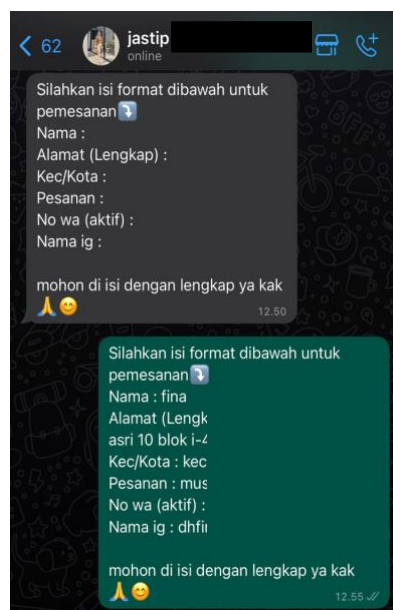 62
jastip
online
Silahkan isi format dibawah untuk
pemesanan⤵️
Nama :
Alamat (Lengkap) :
Kec/Kota :
Pesanan :
No wa (aktif) :
Nama ig :
mohon di isi dengan lengkap ya kak
🙏😊
12.50
Silahkan isi format dibawah untuk
pemesanan⤵️
Nama : fina
Alamat (Lengk
asri 10 blok i-4
Kec/Kota : kec
Pesanan : mus
No wa (aktif) :
Nama ig : dhfi
mohon di isi dengan lengkap ya kak
🙏😊
12.55